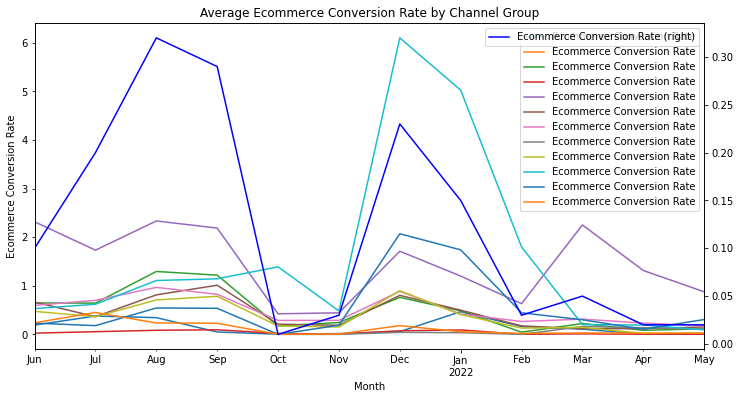 Average Ecommerce Conversion Rate by Channel Group
Ecommerce Conversion Rate (right)
Ecommerce Conversion Rate
Ecommerce Conversion Rate
Ecommerce Conversion Rate
Ecommerce Conversion Rate
Ecommerce Conversion Rate
Ecommerce Conversion Rate
Ecommerce Conversion Rate
Ecommerce Conversion Rate
Ecommerce Conversion Rate
Ecommerce Conversion Rate
Ecommerce Conversion Rate
Ecommerce Conversion Rate
6
5
4
3
2
1
0
0.30
0.25
0.20
0.15
0.10
0.05
0.00
Jun Jul Aug Sep Oct Nov Dec Jan Feb Mar Apr May
2022
Month